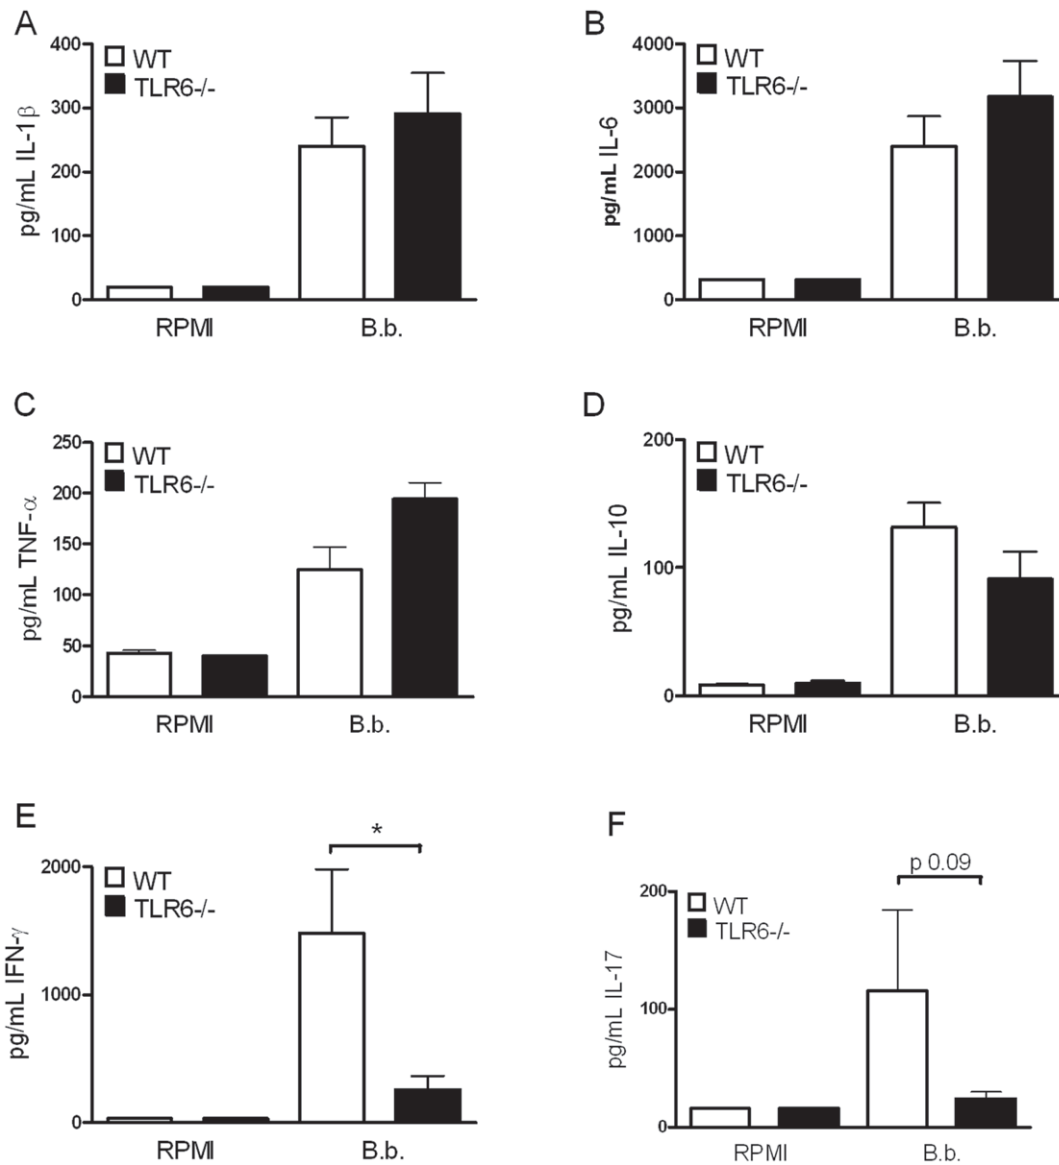 A
400
300
200
100
0
pg/mL IL-1β
WT
TLR6-/-
RPMI B.b.
B
4000
3000
2000
1000
0
pg/mL IL-6
WT
TLR6-/-
RPMI B.b.
C
250
200
150
100
50
0
pg/mL TNF-α
WT
TLR6-/-
RPMI B.b.
D
200
100
0
pg/mL IL-10
WT
TLR6-/-
RPMI B.b.
E
2000
1000
0
pg/mL IFN-γ
WT
TLR6-/-
*
RPMI B.b.
F
200
100
0
pg/mL IL-17
WT
TLR6-/-
p 0.09
RPMI B.b.